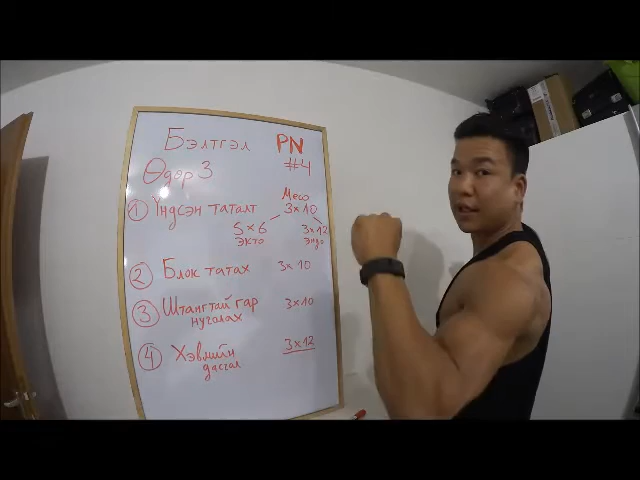 Бэлтгэл PN
Өдөр 3 #4
Месо
① Үндсэн таталт 3×10
5×6 3×12
экто эндо
② Блок татах 3×10
③ Штангтай гар 3×10
нугалах
④ Хэвлийн 3×12
дасгал